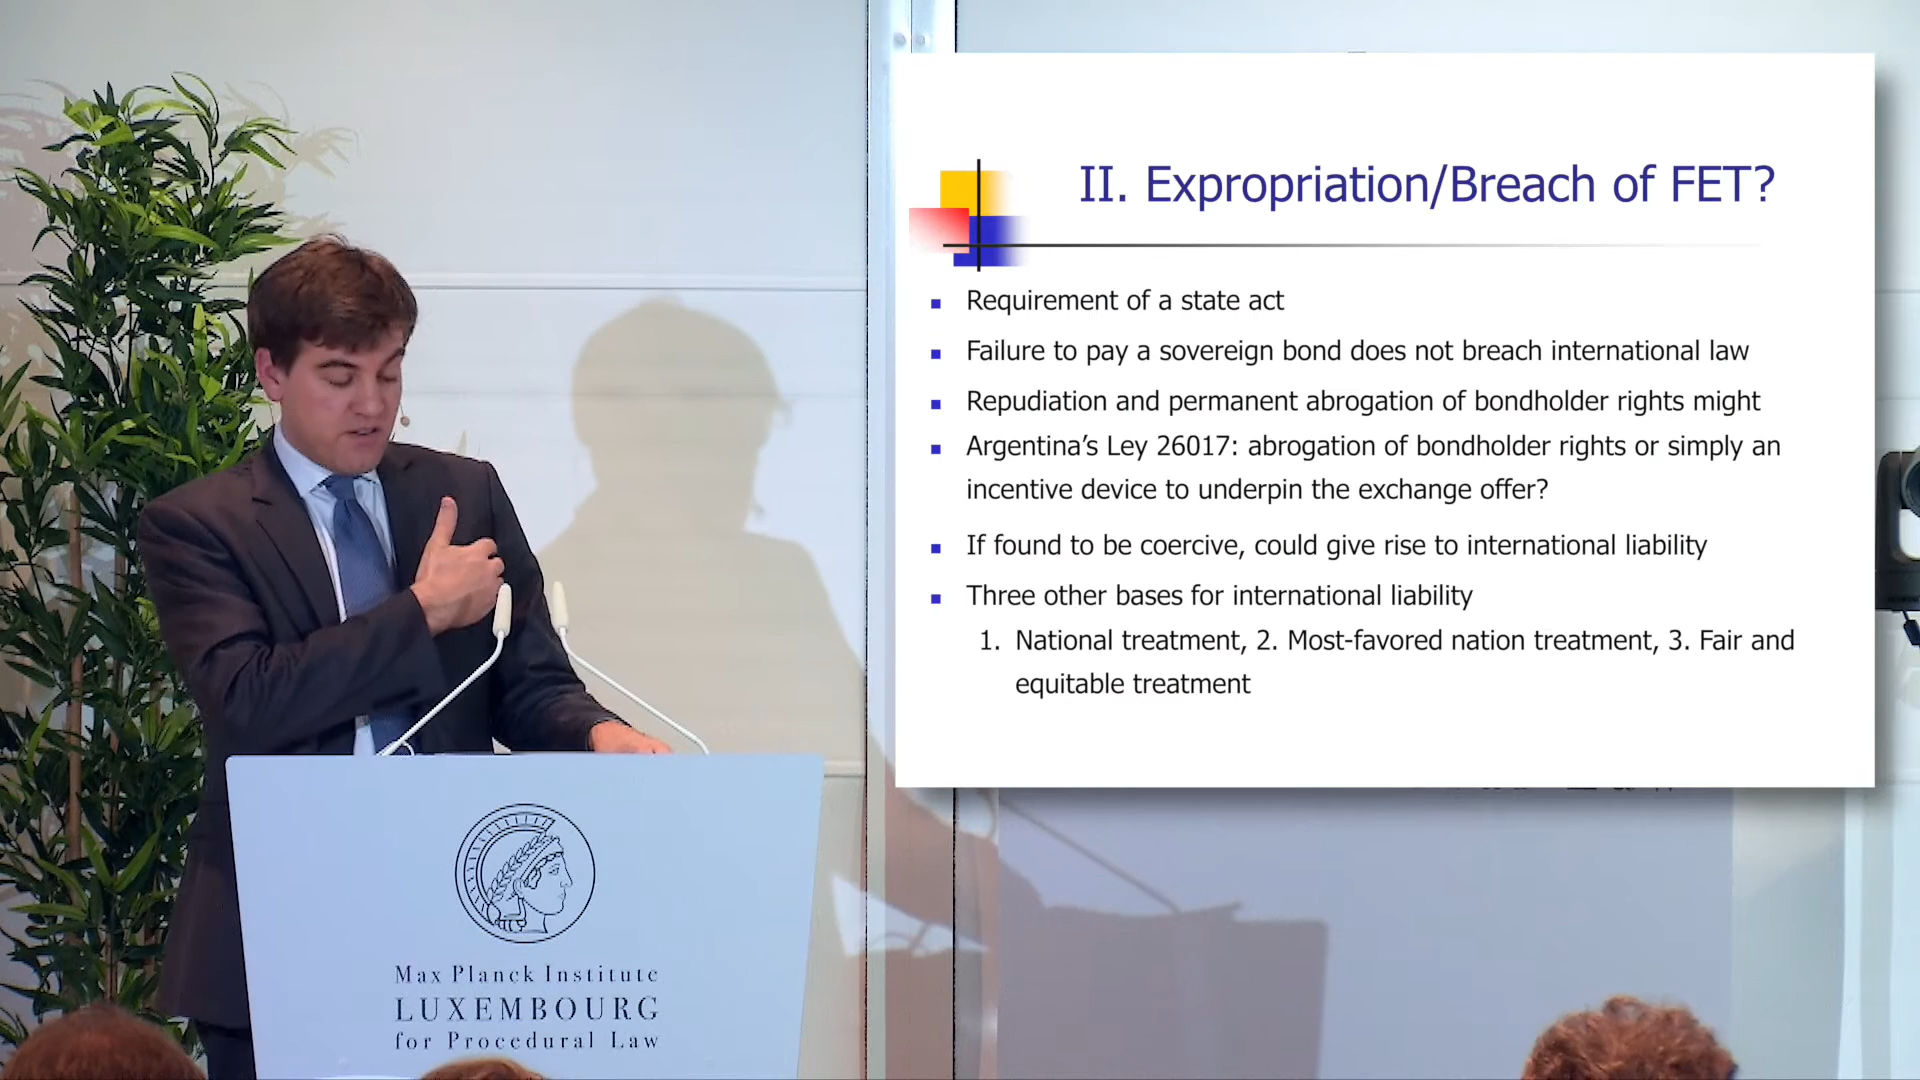 II. Expropriation/Breach of FET?
Requirement of a state act
Failure to pay a sovereign bond does not breach international law
Repudiation and permanent abrogation of bondholder rights might
Argentina’s Ley 26017: abrogation of bondholder rights or simply an
incentive device to underpin the exchange offer?
If found to be coercive, could give rise to international liability
Three other bases for international liability
1. National treatment, 2. Most-favored nation treatment, 3. Fair and
equitable treatment
Max Planck Institute
LUXEMBOURG
for Procedural Law